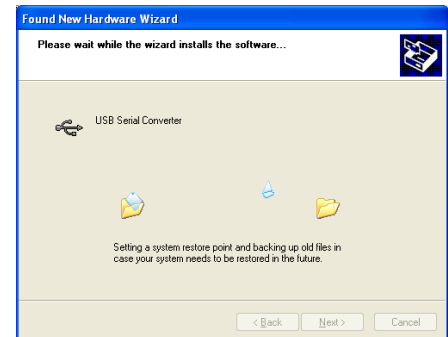 Found New Hardware Wizard
Please wait while the wizard installs the software...
USB Serial Converter
Setting a system restore point and backing up old files in
case your system needs to be restored in the future.
< Back
Next >
Cancel